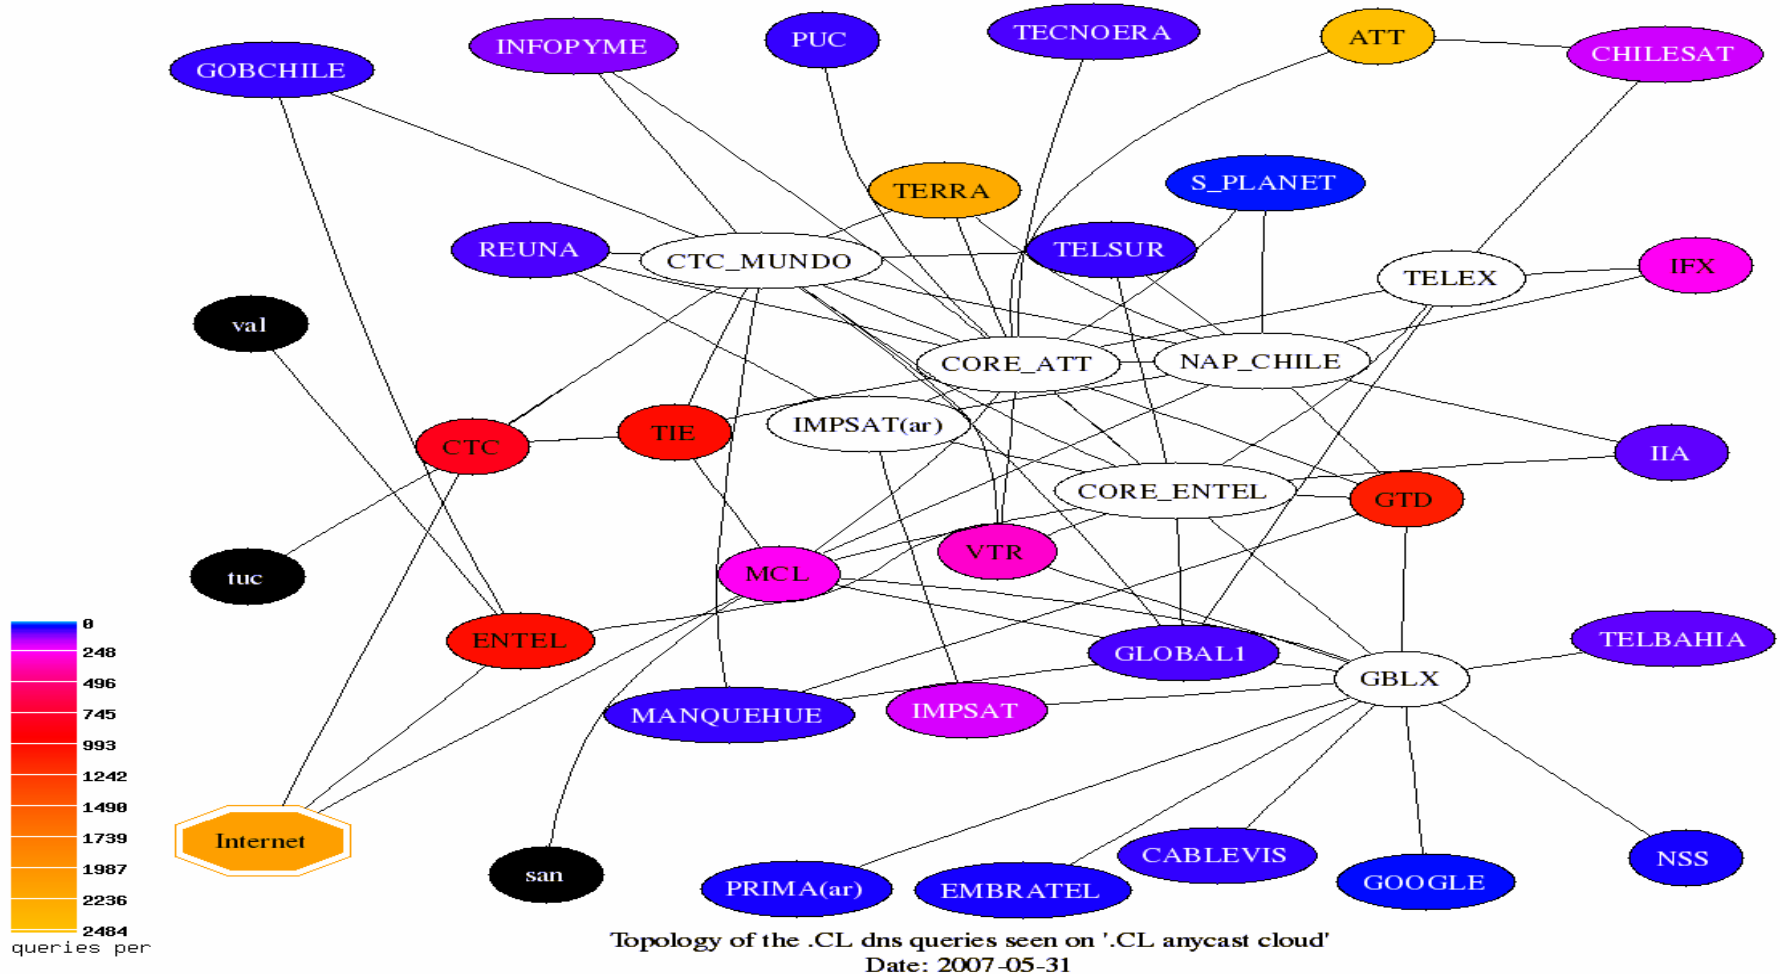 TECNOERA
ATT
PUC
INFOPYME
CHILESAT
GOBCHILE
S_PLANET
TERRA
REUNA
TELSUR
CTC_MUNDO
IFX
TELEX
val
NAP_CHILE
CORE_ATT
IMPSAT(ar)
TIE
CTC
IIA
CORE_ENTEL
GTD
VTR
MCL
tuc
0
ENTEL
TELBAHIA
248
GLOBAL1
GBLX
496
IMPSAT
745
MANQUEHUE
993
1242
1490
1739
Internet
CABLEVIS
NSS
1987
san
GOOGLE
PRIMA(ar)
EMBRATEL
2236
2484
queries per
Topology of the .CL dns queries seen on '.CL anycast cloud'
Date: 2007-05-31